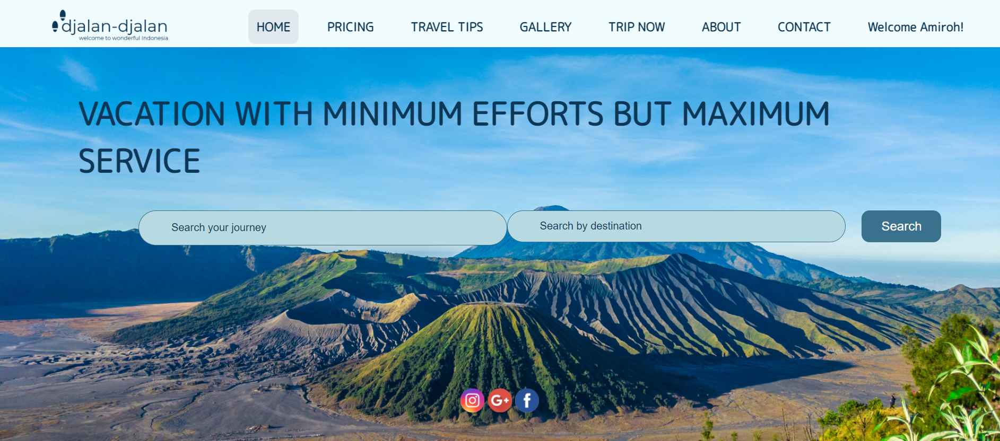 djalan-djalan
welcome to wonderful Indonesia
HOME
PRICING
TRAVEL TIPS
GALLERY
TRIP NOW
ABOUT
CONTACT
Welcome Amiroh!
VACATION WITH MINIMUM EFFORTS BUT MAXIMUM
SERVICE
Search your journey
Search by destination
Search
G+
f